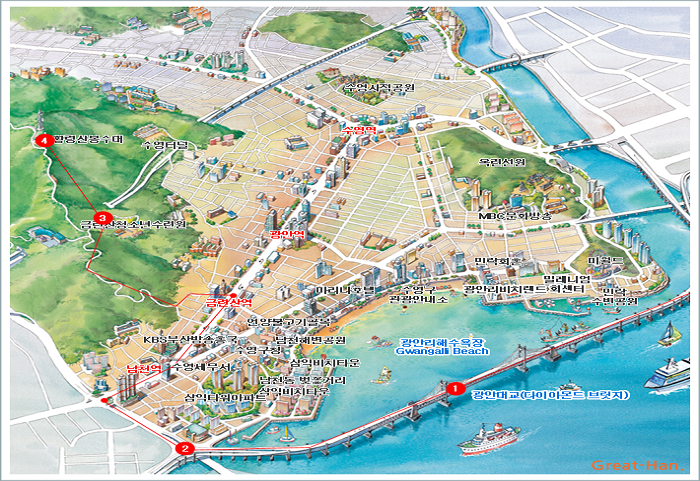 수영사적공원
수영역
4
황령산봉수대
수영터널
옥련선원
3
금련산청소년수련원
MBC문화방송
광안역
민락회촌
미월드
밀레니엄
회센터
마리나호텔
수영구
관광안내소
광안리비치랜드
민락
수변공원
금련산역
언양불고기골목
KBS부산방송총국
남천해변공원
수영구청
광안리해수욕장
Gwangalli Beach
남천역
수영세무서
삼익비치타운
남천동 벚꽃거리
삼익비치타운
삼익타워아파트
1
광안대교(다이아몬드 브릿지)
2
Great-Han.